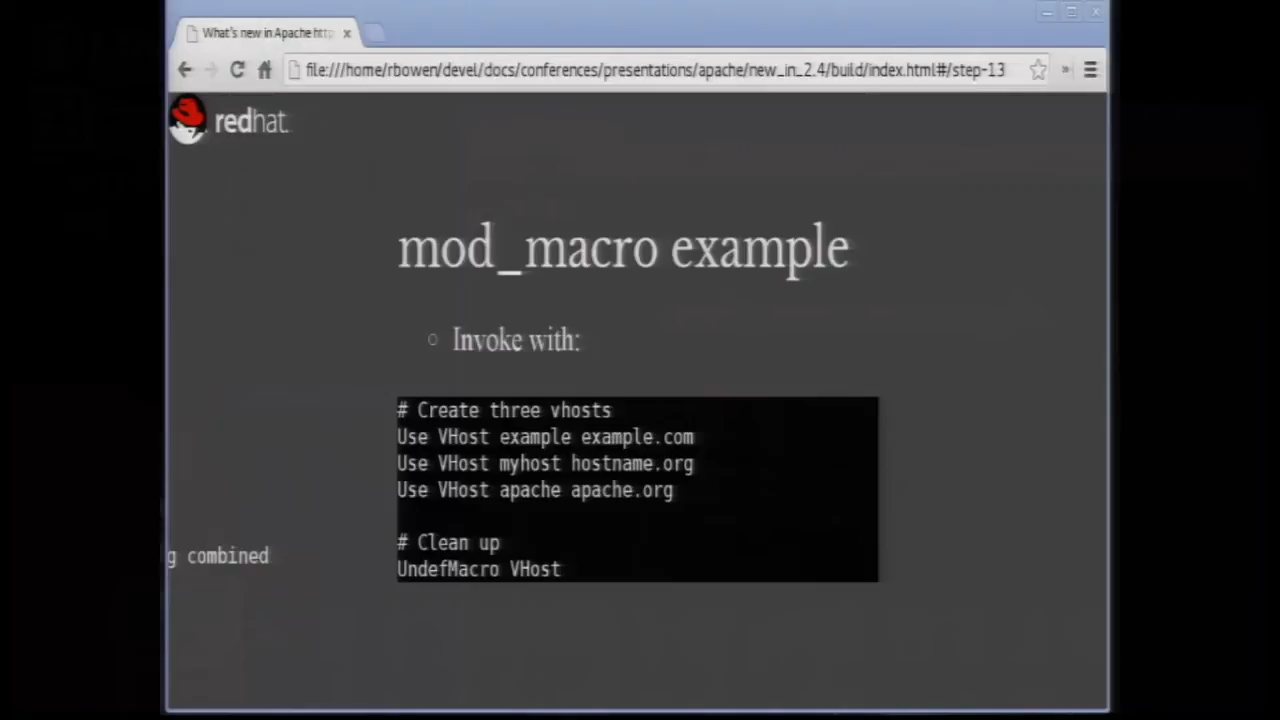 What's new in Apache http
file:///home/rbowen/devel/docs/conferences/presentations/apache/new_in_2.4/build/index.html#/step-13
redhat.
mod_macro example
Invoke with:
# Create three vhosts
Use VHost example example.com
Use VHost myhost hostname.org
Use VHost apache apache.org
# Clean up
g combined
UndefMacro VHost